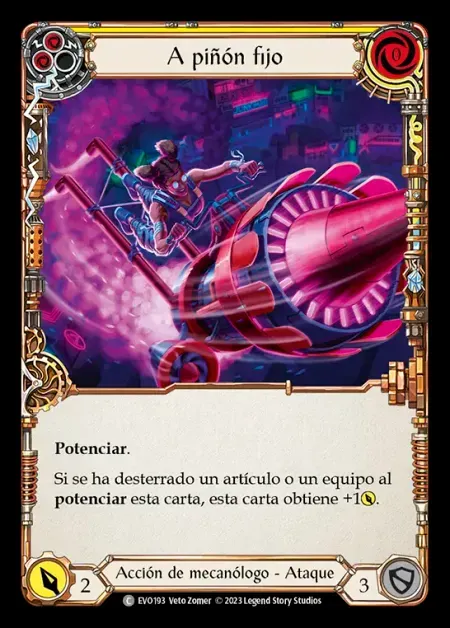 A piñón fijo
0
Potenciar.
Si se ha desterrado un artículo o un equipo al
potenciar esta carta, esta carta obtiene +1
2
Acción de mecanólogo - Ataque
3
C EVO193 Veto Zomer © 2023 Legend Story Studios